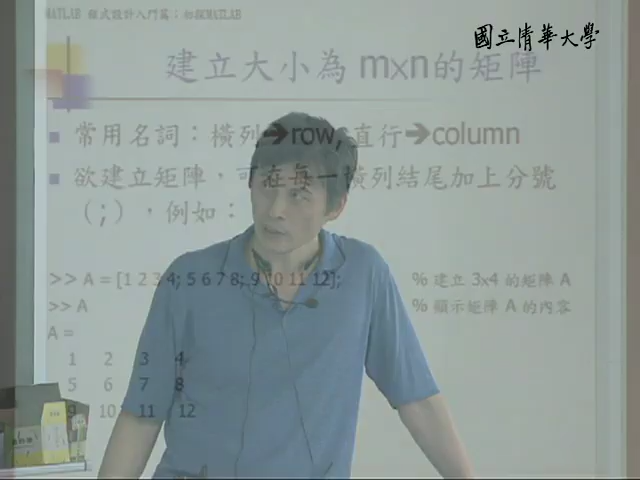 MATLAB 程式設計入門篇：初探MATLAB
國立清華大學
建立大小為 mxn的矩陣
常用名詞：橫列➔row, 直行➔column
欲建立矩陣，可在每一橫列結尾加上分號
（;），例如：
>> A = [1 2 3 4; 5 6 7 8; 9 10 11 12]; % 建立 3x4 的矩陣 A
>> A % 顯示矩陣 A 的內容
A =
1 2 3 4
5 6 7 8
9 10 11 12